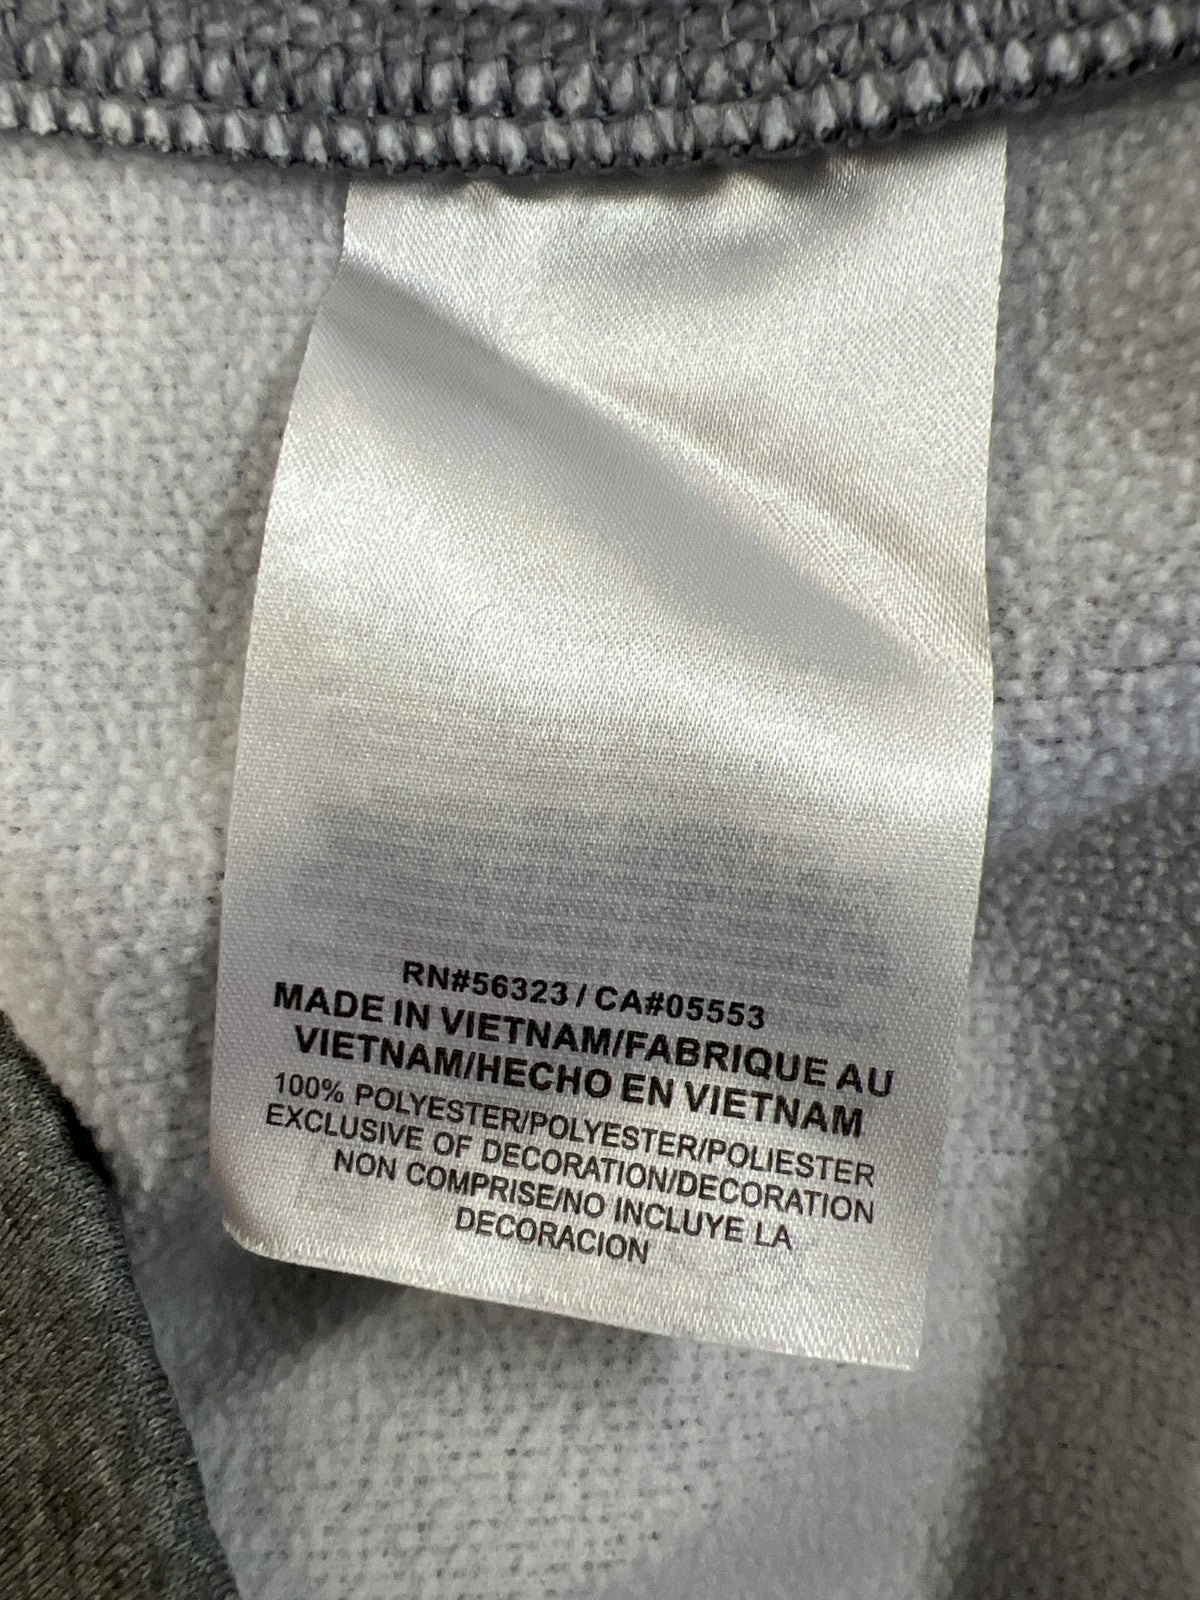 RN#56323 / CA#05553
MADE IN VIETNAM/FABRIQUE AU
VIETNAM/HECHO EN VIETNAM
100% POLYESTER/POLYESTER/POLIESTER
EXCLUSIVE OF DECORATION/DECORATION
NON COMPRISE/NO INCLUYE LA
DECORACION